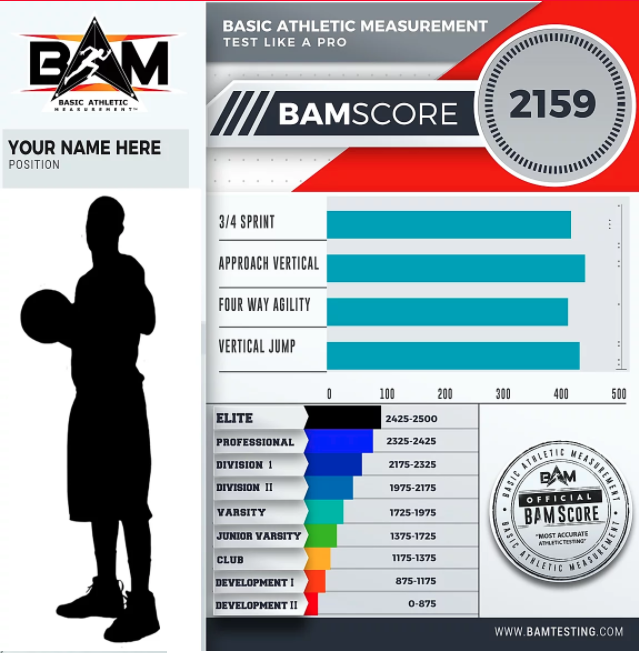 BAM
BASIC ATHLETIC
MEASUREMENT™
YOUR NAME HERE
POSITION
BASIC ATHLETIC MEASUREMENT
TEST LIKE A PRO
BAMSCORE
2159
3/4 SPRINT
APPROACH VERTICAL
FOUR WAY AGILITY
VERTICAL JUMP
0 100 200 300 400 500
ELITE 2425-2500
PROFESSIONAL 2325-2425
DIVISION I 2175-2325
DIVISION II 1975-2175
VARSITY 1725-1975
JUNIOR VARSITY 1375-1725
CLUB 1175-1375
DEVELOPMENT I 875-1175
DEVELOPMENT II 0-875
BASIC ATHLETIC MEASUREMENT
BAM
OFFICIAL
BAMSCORE
"MOST ACCURATE
ATHLETIC TESTING"
BASIC ATHLETIC MEASUREMENT
WWW.BAMTESTING.COM